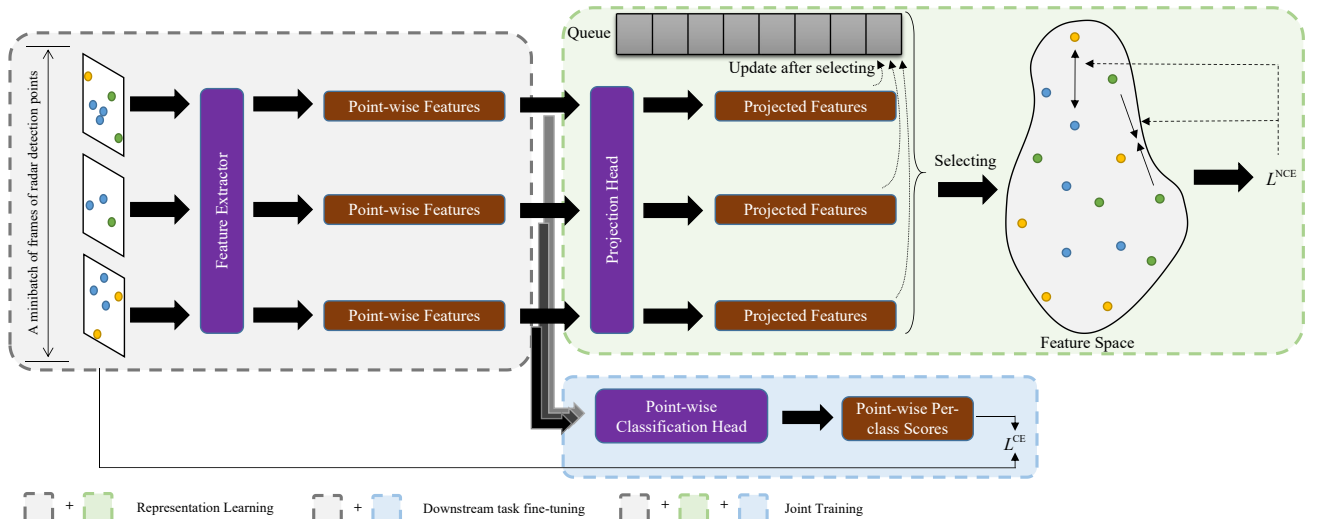 Queue
Update after selecting
A minibatch of frames of radar detection points
Feature Extractor
Point-wise Features
Point-wise Features
Point-wise Features
Projection Head
Projected Features
Projected Features
Projected Features
Selecting
Feature Space
L^NCE
Point-wise
Classification Head
Point-wise Per-
class Scores
L^CE
+ Representation Learning
+ Downstream task fine-tuning
+ + Joint Training